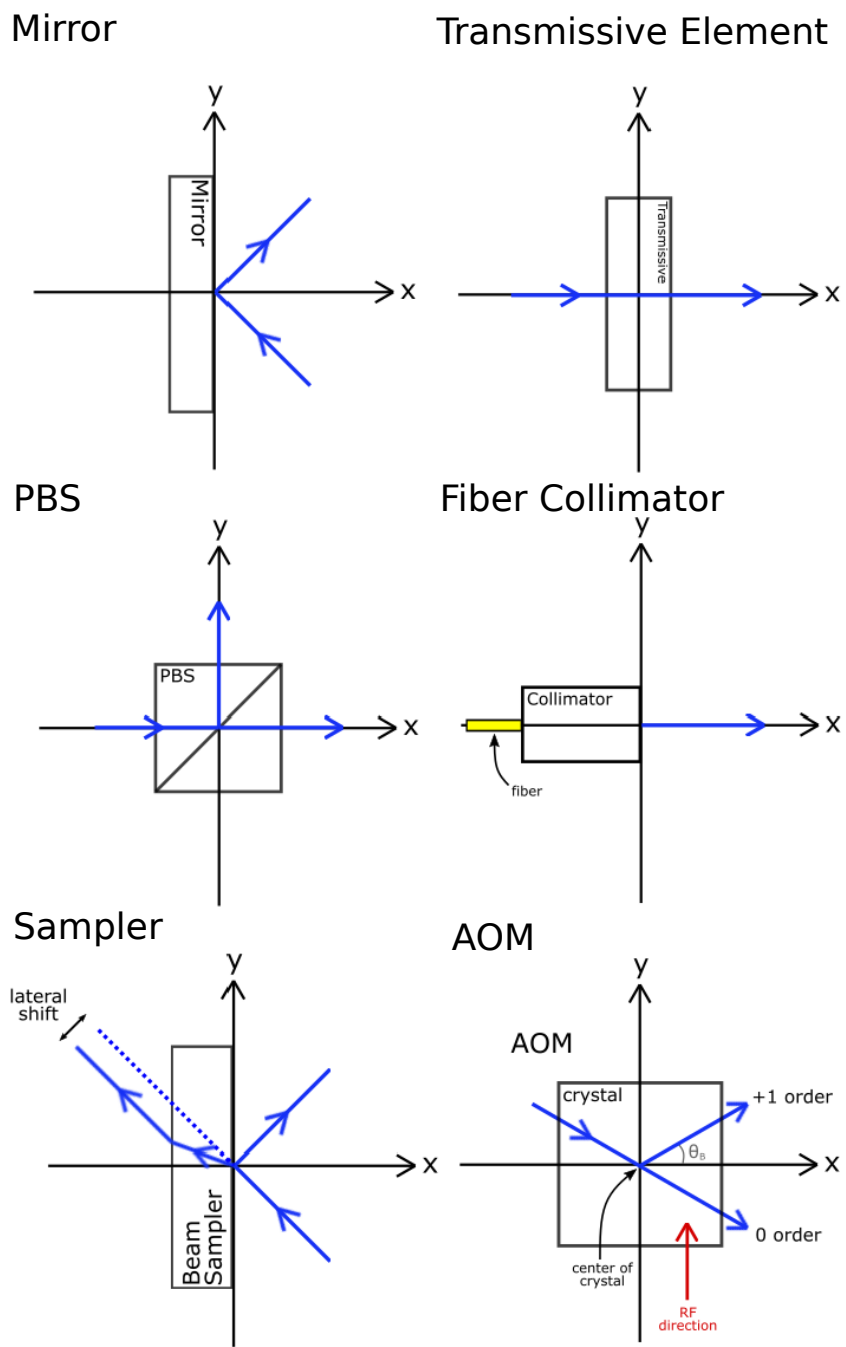 Mirror
Transmissive Element
y
Mirror
x
y
Transmissive
x
PBS
Fiber Collimator
y
PBS
x
y
Collimator
x
fiber
Sampler
AOM
y
lateral
shift
x
Beam
Sampler
y
AOM
crystal
+1 order
θB
x
0 order
center of
crystal
RF
direction